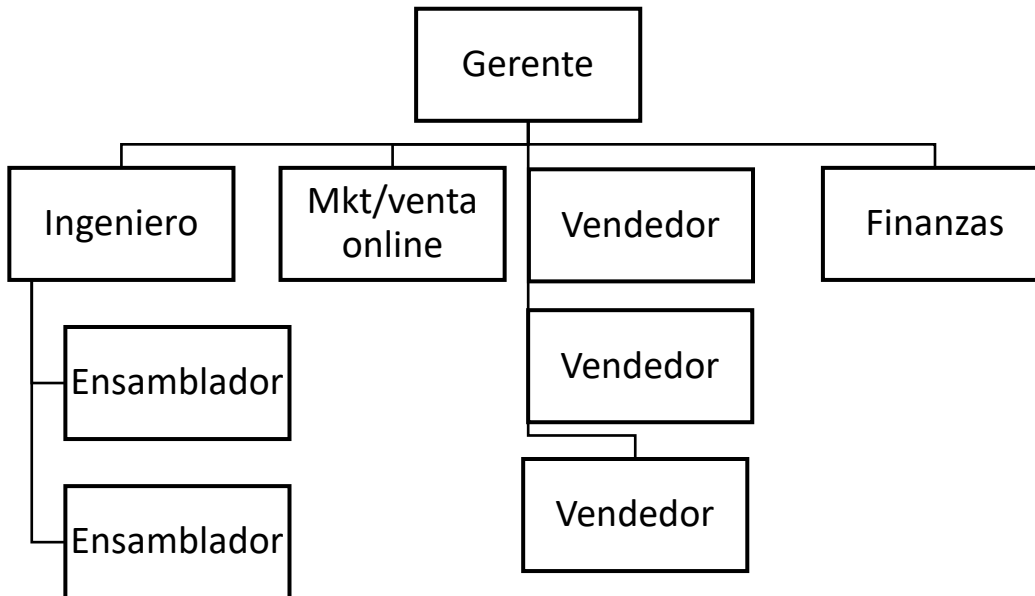 Gerente
Ingeniero
Mkt/venta
online
Vendedor
Finanzas
Ensamblador
Vendedor
Ensamblador
Vendedor